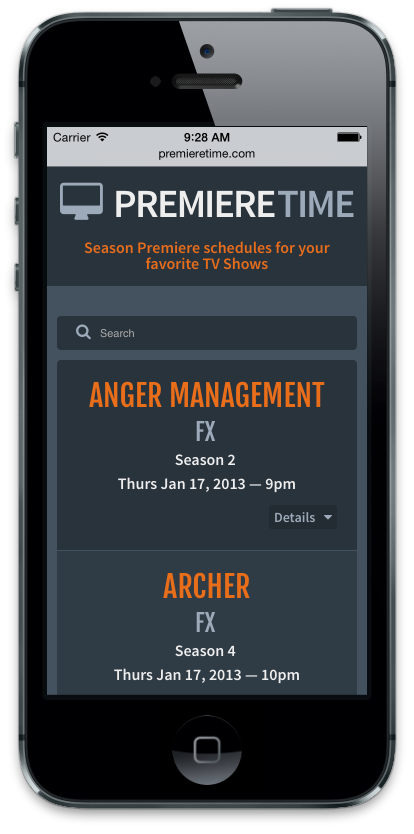 Carrier 9:28 AM
premieretime.com
PREMIERETIME
Season Premiere schedules for your
favorite TV Shows
Search
ANGER MANAGEMENT
FX
Season 2
Thurs Jan 17, 2013 — 9pm
Details
ARCHER
FX
Season 4
Thurs Jan 17, 2013 — 10pm